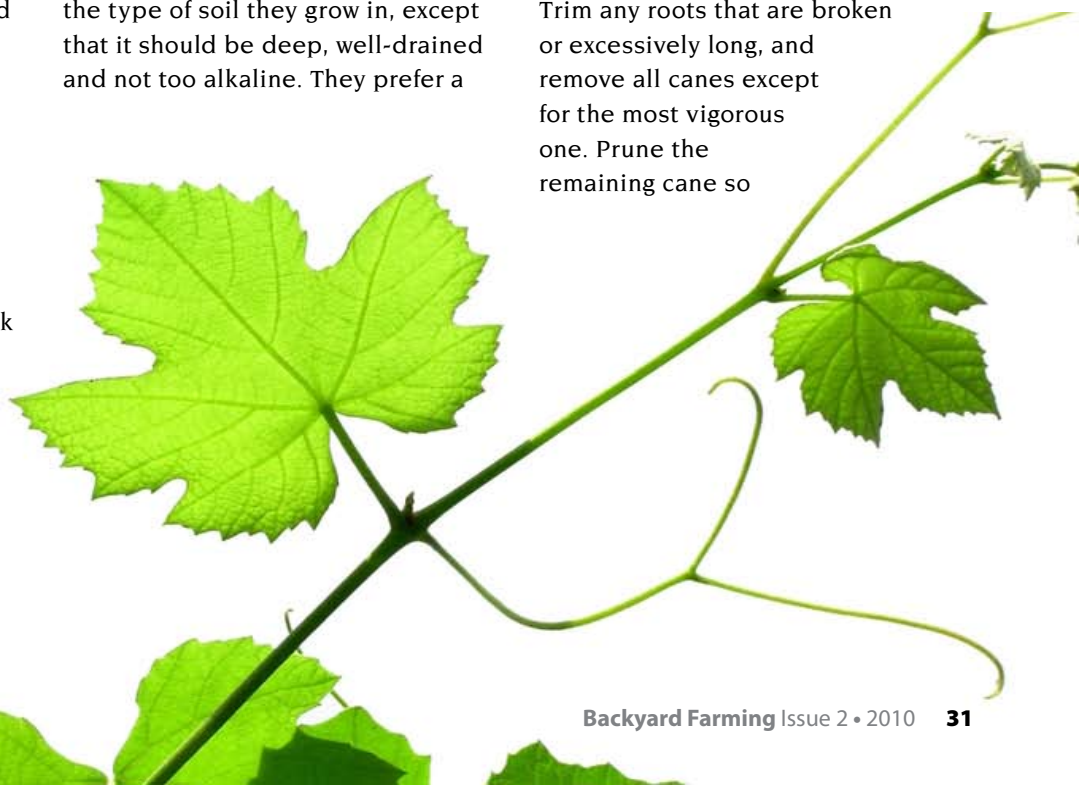 d
k
the type of soil they grow in, except
that it should be deep, well-drained
and not too alkaline. They prefer a
Trim any roots that are broken
or excessively long, and
remove all canes except
for the most vigorous
one. Prune the
remaining cane so
Backyard Farming Issue 2 • 2010 31